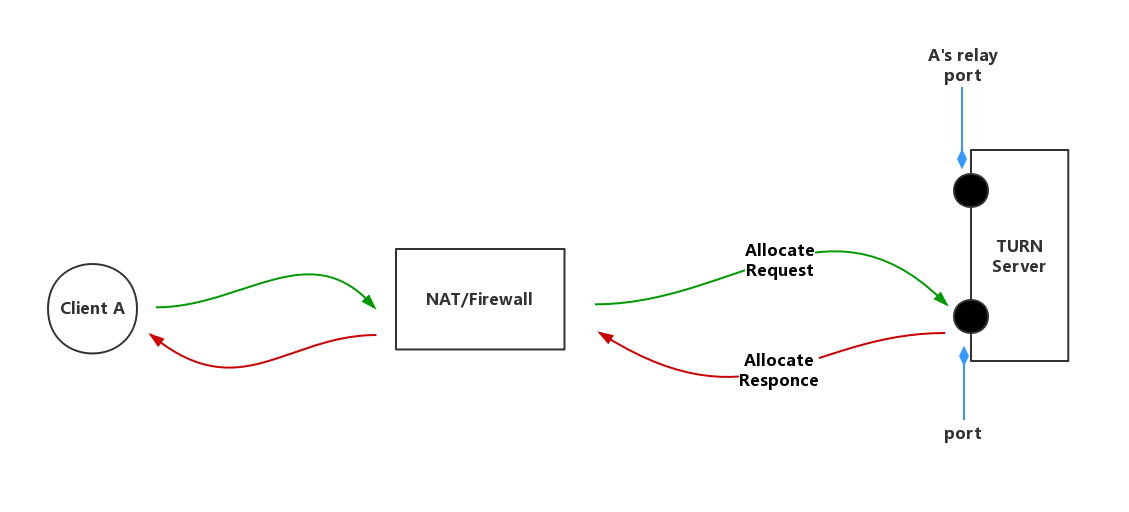 A's relay
port
Allocate
Request
TURN
Server
Client A
NAT/Firewall
Allocate
Responce
port